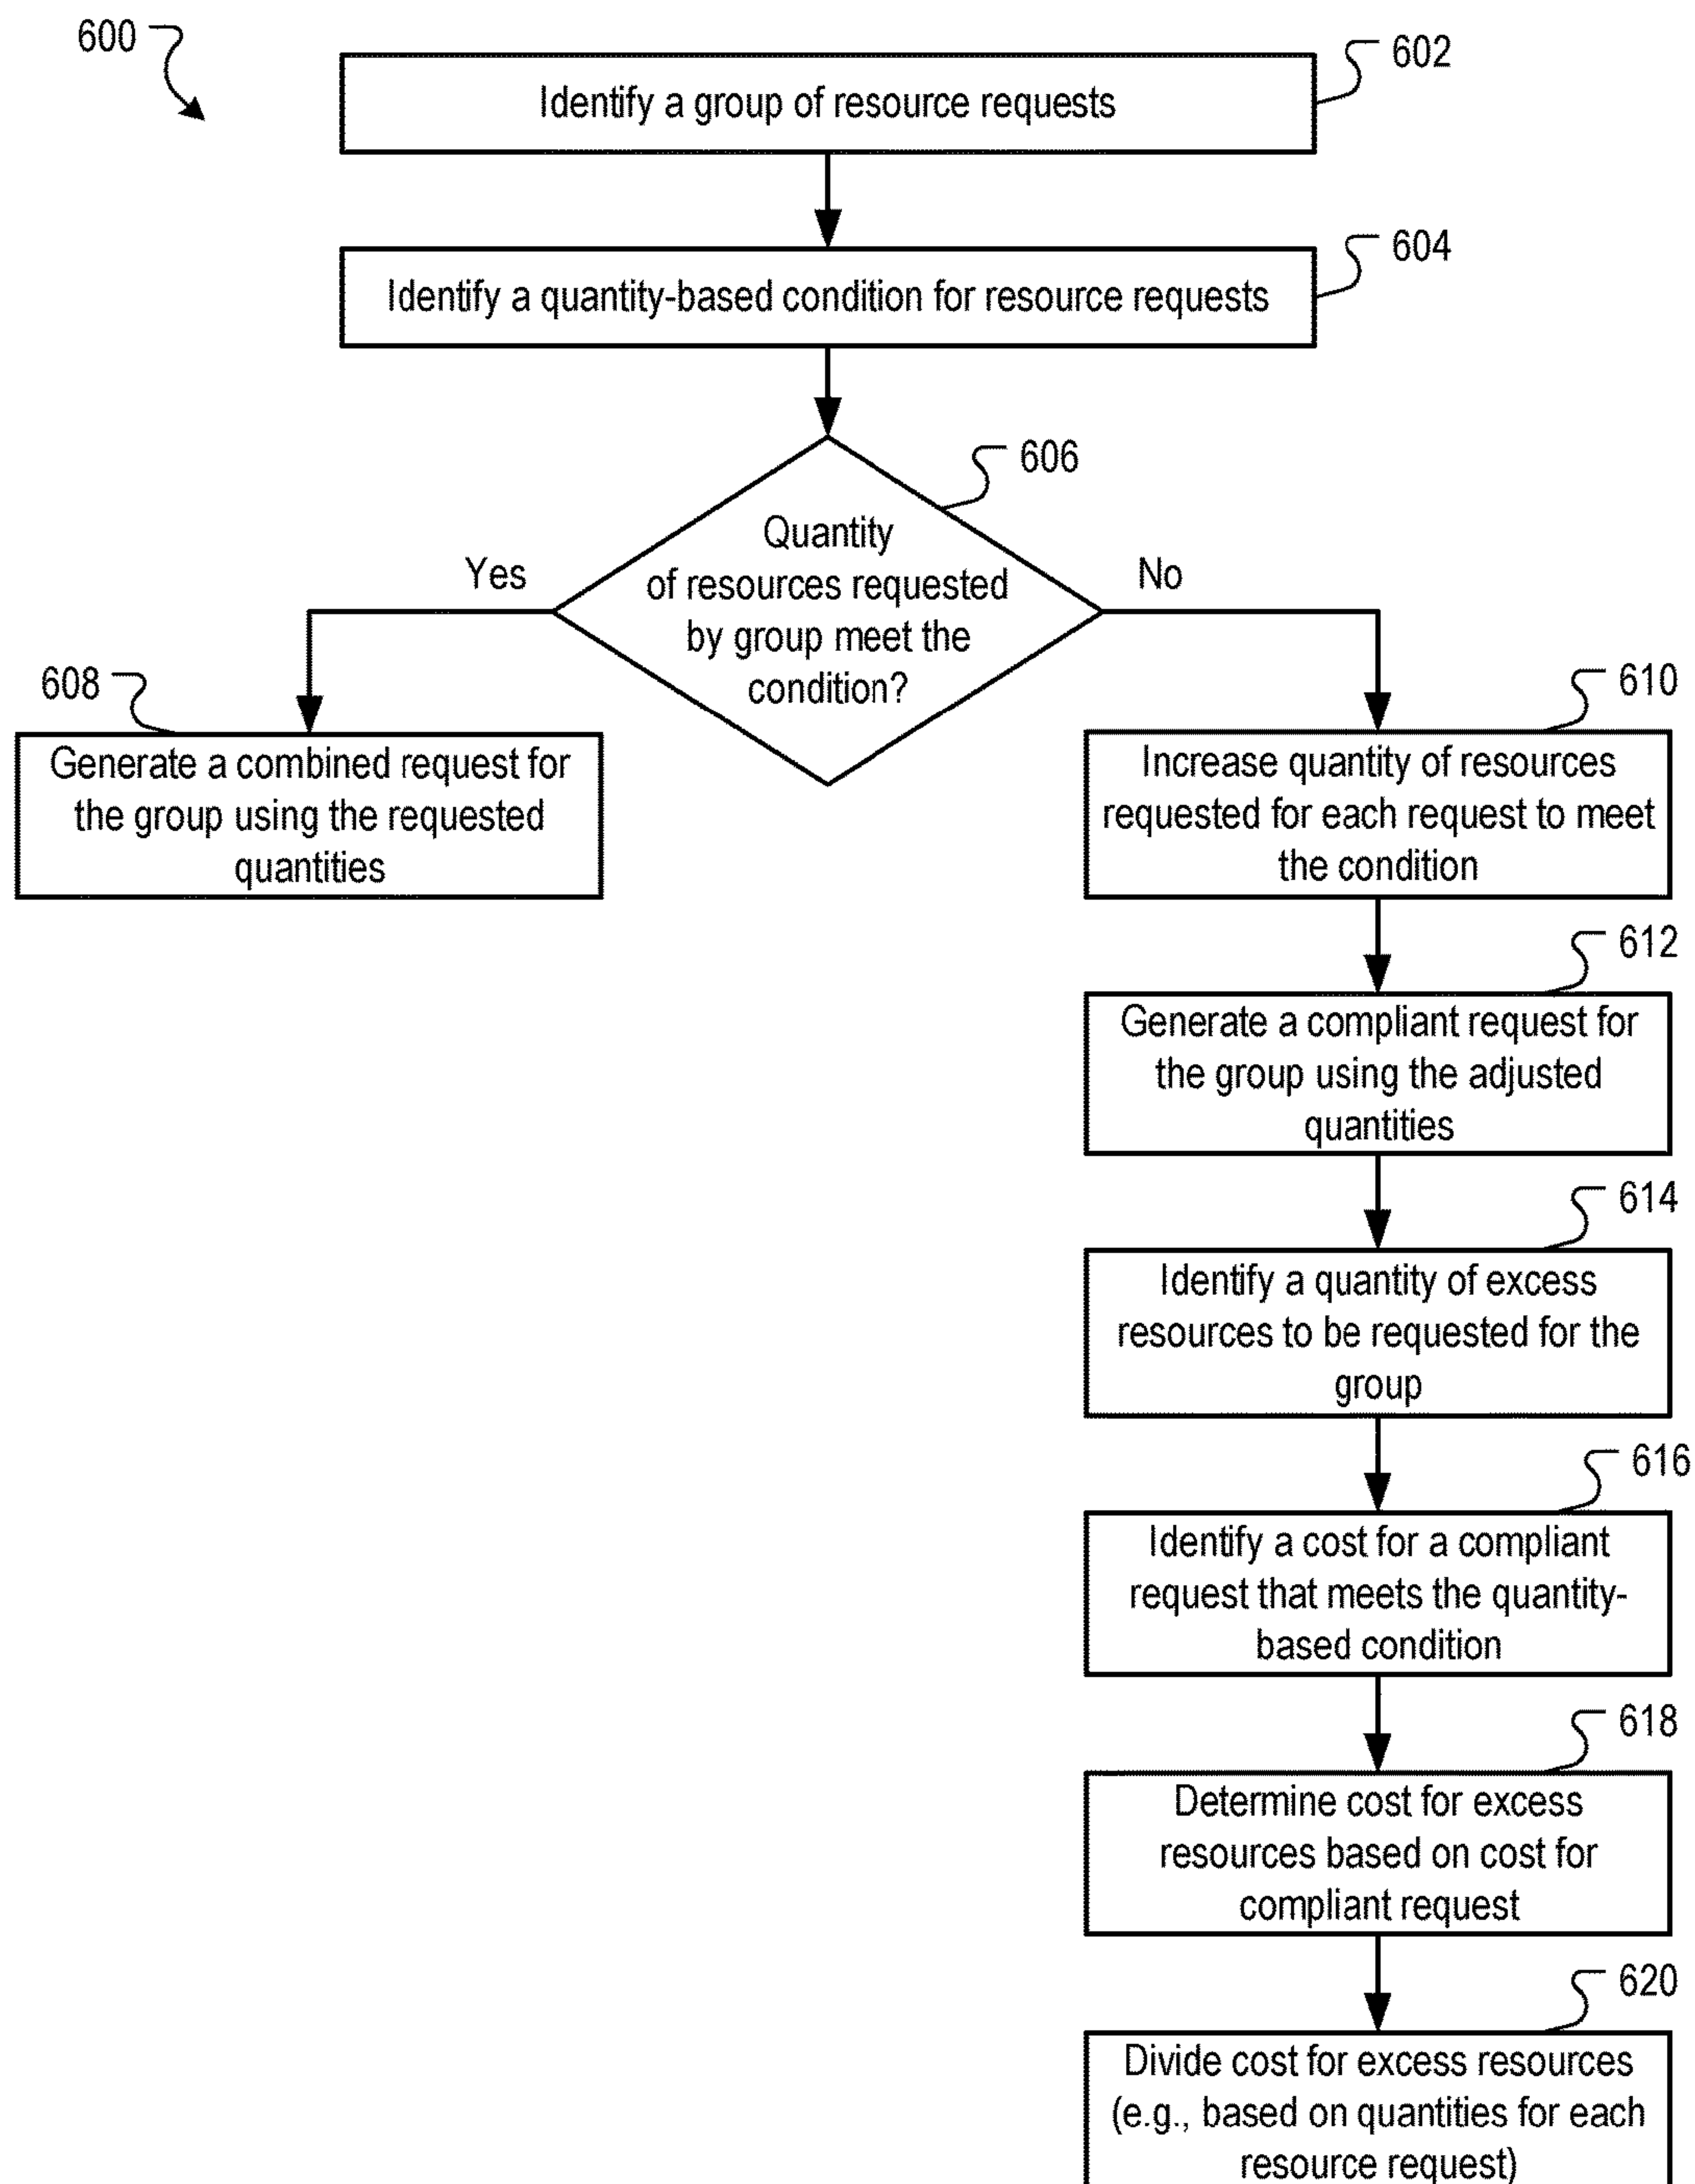 600
602
Identify a group of resource requests
604
Identify a quantity-based condition for resource requests
606
Quantity
of resources requested
by group meet the
condition?
Yes
No
608
Generate a combined request for
the group using the requested
quantities
610
Increase quantity of resources
requested for each request to meet
the condition
612
Generate a compliant request for
the group using the adjusted
quantities
614
Identify a quantity of excess
resources to be requested for the
group
616
Identify a cost for a compliant
request that meets the quantity-
based condition
618
Determine cost for excess
resources based on cost for
compliant request
620
Divide cost for excess resources
(e.g., based on quantities for each
resource request)